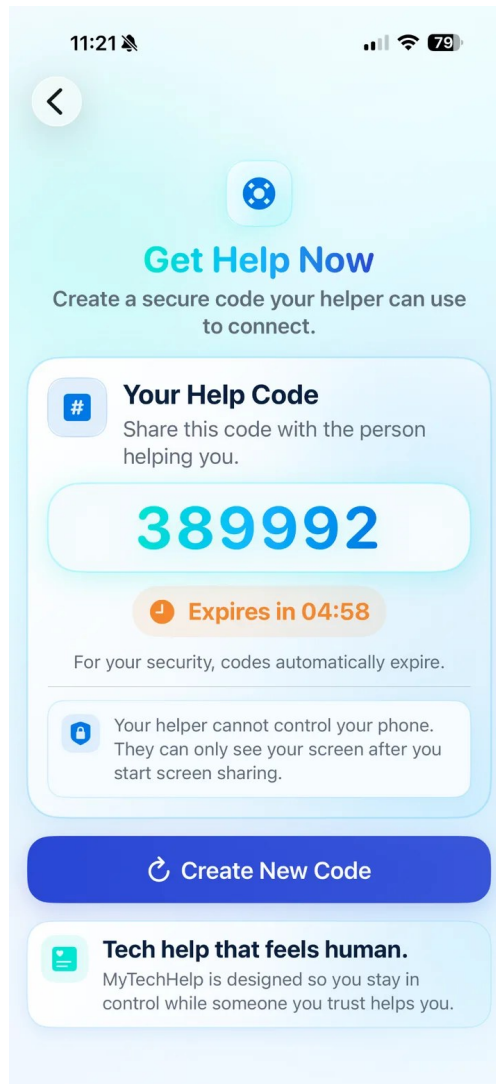 11:21
79
Get Help Now
Create a secure code your helper can use
to connect.
#
Your Help Code
Share this code with the person
helping you.
389992
Expires in 04:58
For your security, codes automatically expire.
Your helper cannot control your phone.
They can only see your screen after you
start screen sharing.
Create New Code
Tech help that feels human.
MyTechHelp is designed so you stay in
control while someone you trust helps you.